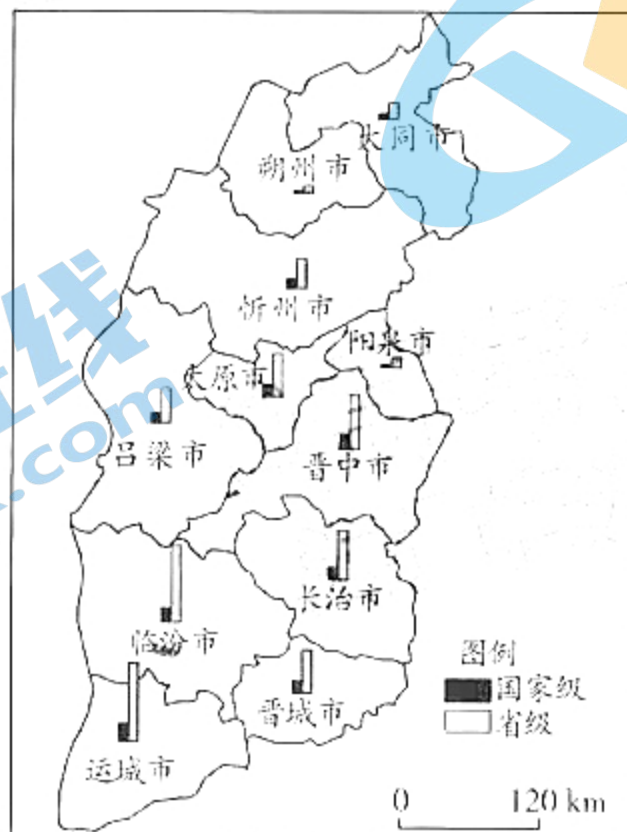 大同市
朔州市
忻州市
阳泉市
太原市
吕梁市
晋中市
长治市
临汾市
晋城市
运城市
图例
国家级
省级
0 120 km
线
.com